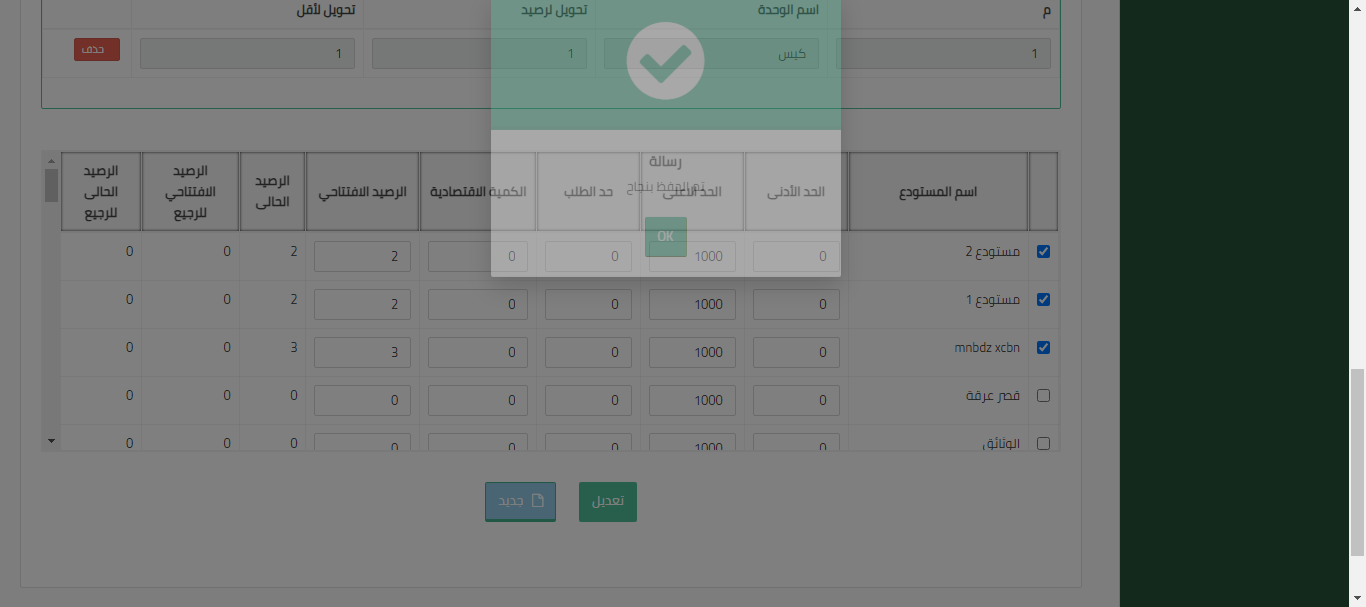 م اسم الوحدة تحويل لرصيد تحويل لأقل
1 كيس 1 1 حذف
رسالة
تم الحفظ بنجاح
OK
اسم المستودع الحد الأدنى الحد الاعلى حد الطلب الكمية الاقتصادية الرصيد الافتتاحي الرصيد الحالى الرصيد الافتتاحي للرجيع الرصيد الحالى للرجيع
مستودع 2 0 1000 0 0 2 2 0 0
مستودع 1 0 1000 0 0 2 2 0 0
mnbdz xcbn 0 1000 0 0 3 3 0 0
قصر عرقة 0 1000 0 0 0 0 0 0
الوثائق 0 1000 0 0 0 0 0 0
تعديل جديد